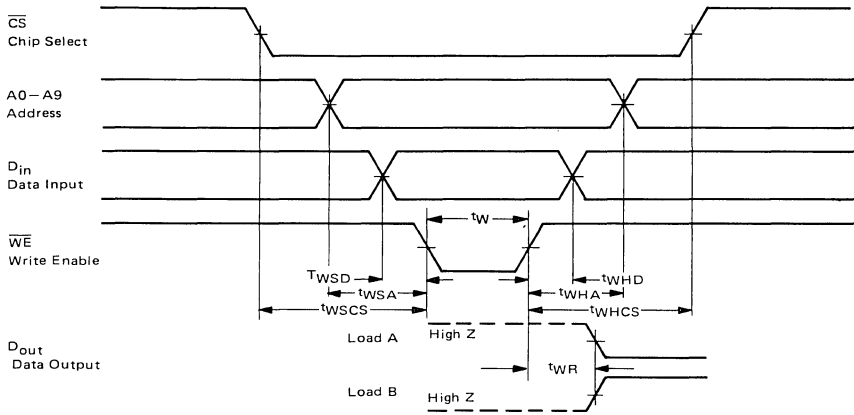 CS
Chip Select
A0–A9
Address
Din
Data Input
tW
WE
Write Enable
TWSD
tWHD
tWSA
tWHA
tWSCS
tWHCS
Load A
High Z
Dout
Data Output
tWR
Load B
High Z